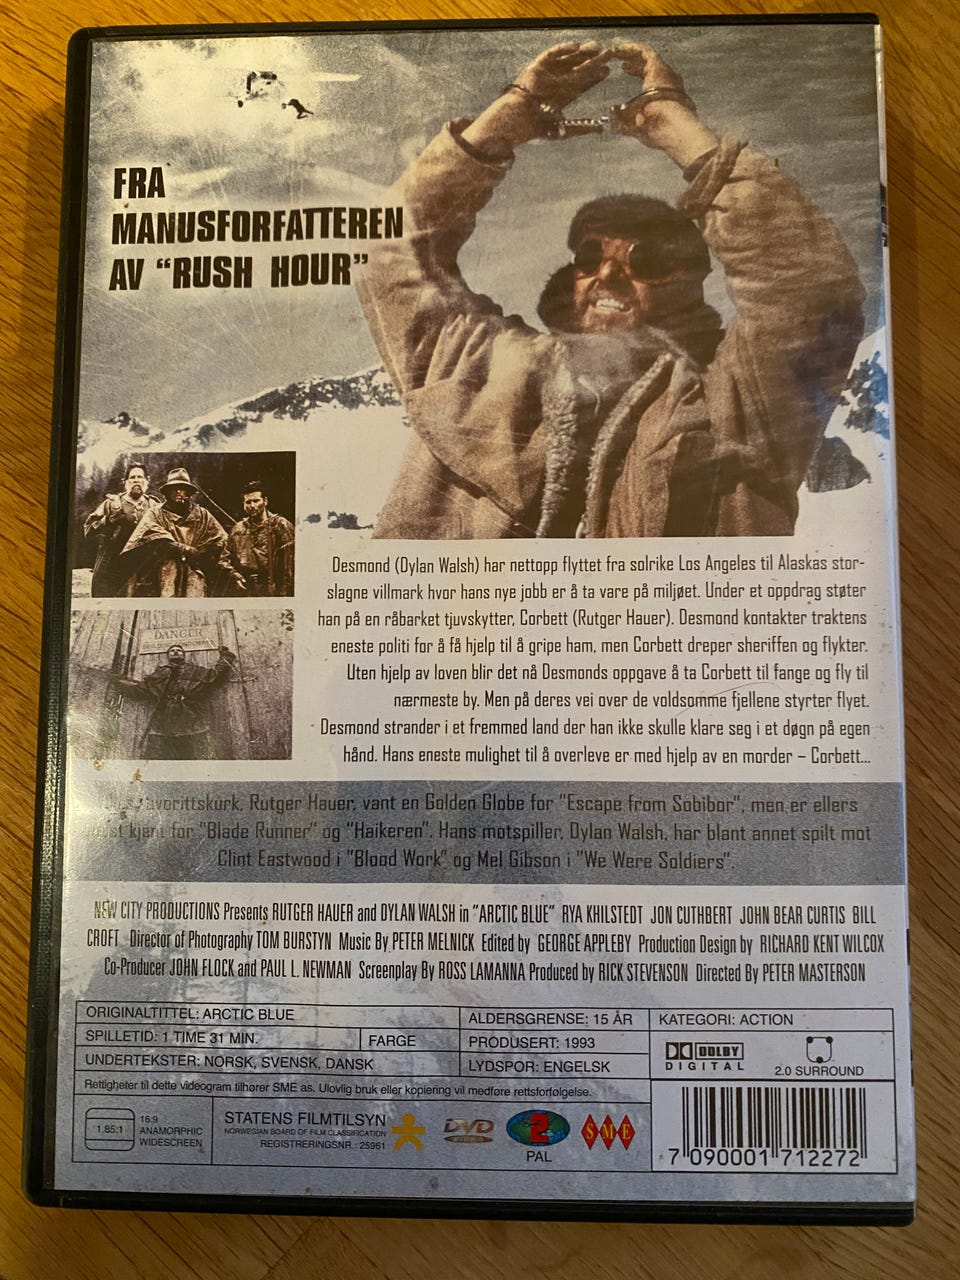 FRA
MANUSFORFATTEREN
AV “RUSH HOUR”
DANGER
Desmond (Dylan Walsh) har nettopp flyttet fra solrike Los Angeles til Alaskas stor-
slagne villmark hvor hans nye jobb er å ta vare på miljøet. Under et oppdrag støter
han på en råbarket tjuvskytter, Corbett (Rutger Hauer). Desmond kontakter traktens
eneste politi for å få hjelp til å gripe ham, men Corbett dreper sheriffen og flykter.
Uten hjelp av loven blir det nå Desmonds oppgave å ta Corbett til fange og fly til
nærmeste by. Men på deres vei over de voldsomme fjellene styrter flyet.
Desmond strander i et fremmed land der han ikke skulle klare seg i et døgn på egen
hånd. Hans eneste mulighet til å overleve er med hjelp av en morder – Corbett...
favorittskurk, Rutger Hauer, vant en Golden Globe for "Escape from Sobibor", men er ellers
kjent for "Blade Runner" og "Haikeren". Hans motspiller, Dylan Walsh, har blant annet spilt mot
Clint Eastwood i "Blood Work" og Mel Gibson i "We Were Soldiers".
NEW CITY PRODUCTIONS Presents RUTGER HAUER and DYLAN WALSH in "ARCTIC BLUE" RYA KHILSTEDT JON CUTHBERT JOHN BEAR CURTIS BILL
CROFT Director of Photography TOM BURSTYN Music By PETER MELNICK Edited by GEORGE APPLEBY Production Design by RICHARD KENT WILCOX
Co-Producer JOHN FLOCK and PAUL L. NEWMAN Screenplay By ROSS LAMANNA Produced by RICK STEVENSON Directed By PETER MASTERSON
ORIGINALTITTEL: ARCTIC BLUE
ALDERSGRENSE: 15 ÅR
KATEGORI: ACTION
SPILLETID: 1 TIME 31 MIN.
FARGE
PRODUSERT: 1993
UNDERTEKSTER: NORSK, SVENSK, DANSK
LYDSPOR: ENGELSK
DOLBY
DIGITAL
2.0 SURROUND
Rettigheter til dette videogram tilhører SME as. Ulovlig bruk eller kopiering vil medføre rettsforfølgelse.
1.85:1
16:9
ANAMORPHIC
WIDESCREEN
STATENS FILMTILSYN
NORWEGIAN BOARD OF FILM CLASSIFICATION
REGISTRERINGSNR.: 25961
DVD
2
PAL
SME
7 090001 712272